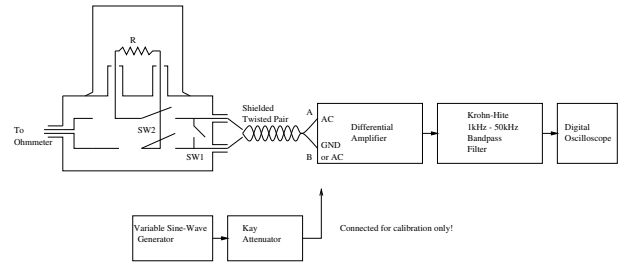 R
To
Ohmmeter
SW2
SW1
Shielded
Twisted Pair
A
B
AC
GND
or AC
Differential
Amplifier
Krohn-Hite
1kHz - 50kHz
Bandpass
Filter
Digital
Oscilloscope
Variable Sine-Wave
Generator
Kay
Attenuator
Connected for calibration only!